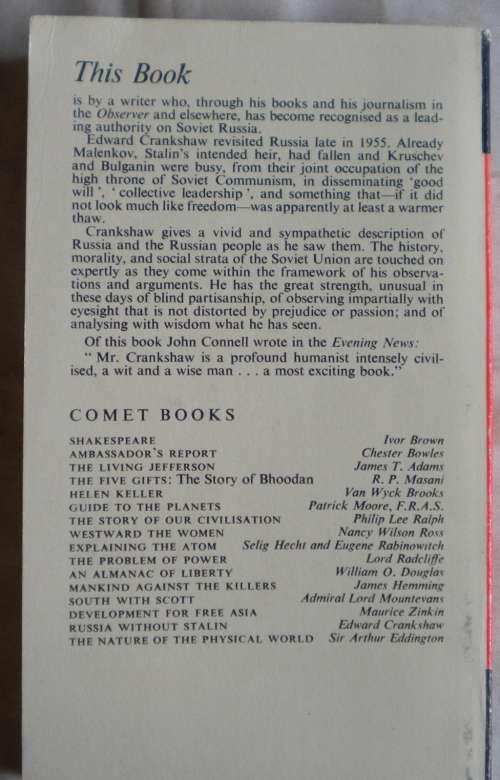 This Book
is by a writer who, through his books and his journalism in
the Observer and elsewhere, has become recognised as a lead-
ing authority on Soviet Russia.
Edward Crankshaw revisited Russia late in 1955. Already
Malenkov, Stalin's intended heir, had fallen and Kruschev
and Bulganin were busy, from their joint occupation of the
high throne of Soviet Communism, in disseminating 'good
will', 'collective leadership', and something that—if it did
not look much like freedom—was apparently at least a warmer
thaw.
Crankshaw gives a vivid and sympathetic description of
Russia and the Russian people as he saw them. The history,
morality, and social strata of the Soviet Union are touched on
expertly as they come within the framework of his observa-
tions and arguments. He has the great strength, unusual in
these days of blind partisanship, of observing impartially with
eyesight that is not distorted by prejudice or passion; and of
analysing with wisdom what he has seen.
Of this book John Connell wrote in the Evening News:
"Mr. Crankshaw is a profound humanist intensely civil-
ised, a wit and a wise man . . . a most exciting book."
COMET BOOKS
SHAKESPEARE Ivor Brown
AMBASSADOR'S REPORT Chester Bowles
THE LIVING JEFFERSON James T. Adams
THE FIVE GIFTS: The Story of Bhoodan R. P. Masani
HELEN KELLER Van Wyck Brooks
GUIDE TO THE PLANETS Patrick Moore, F.R.A.S.
THE STORY OF OUR CIVILISATION Philip Lee Ralph
WESTWARD THE WOMEN Nancy Wilson Ross
EXPLAINING THE ATOM Selig Hecht and Eugene Rabinowitch
THE PROBLEM OF POWER Lord Radcliffe
AN ALMANAC OF LIBERTY William O. Douglas
MANKIND AGAINST THE KILLERS James Hemming
SOUTH WITH SCOTT Admiral Lord Mountevans
DEVELOPMENT FOR FREE ASIA Maurice Zinkin
RUSSIA WITHOUT STALIN Edward Crankshaw
THE NATURE OF THE PHYSICAL WORLD Sir Arthur Eddington